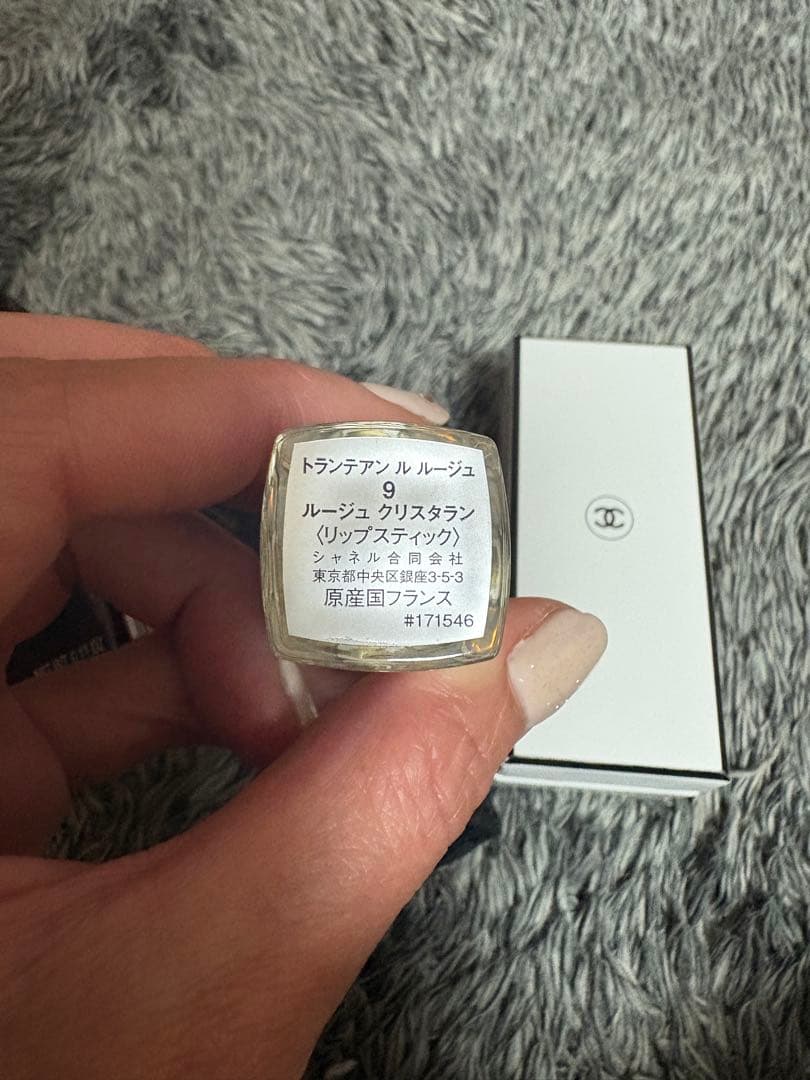 トランテアン ル ルージュ
9
ルージュ クリスタラン
〈リップスティック〉
シャネル合同会社
東京都中央区銀座3-5-3
原産国フランス
#171546